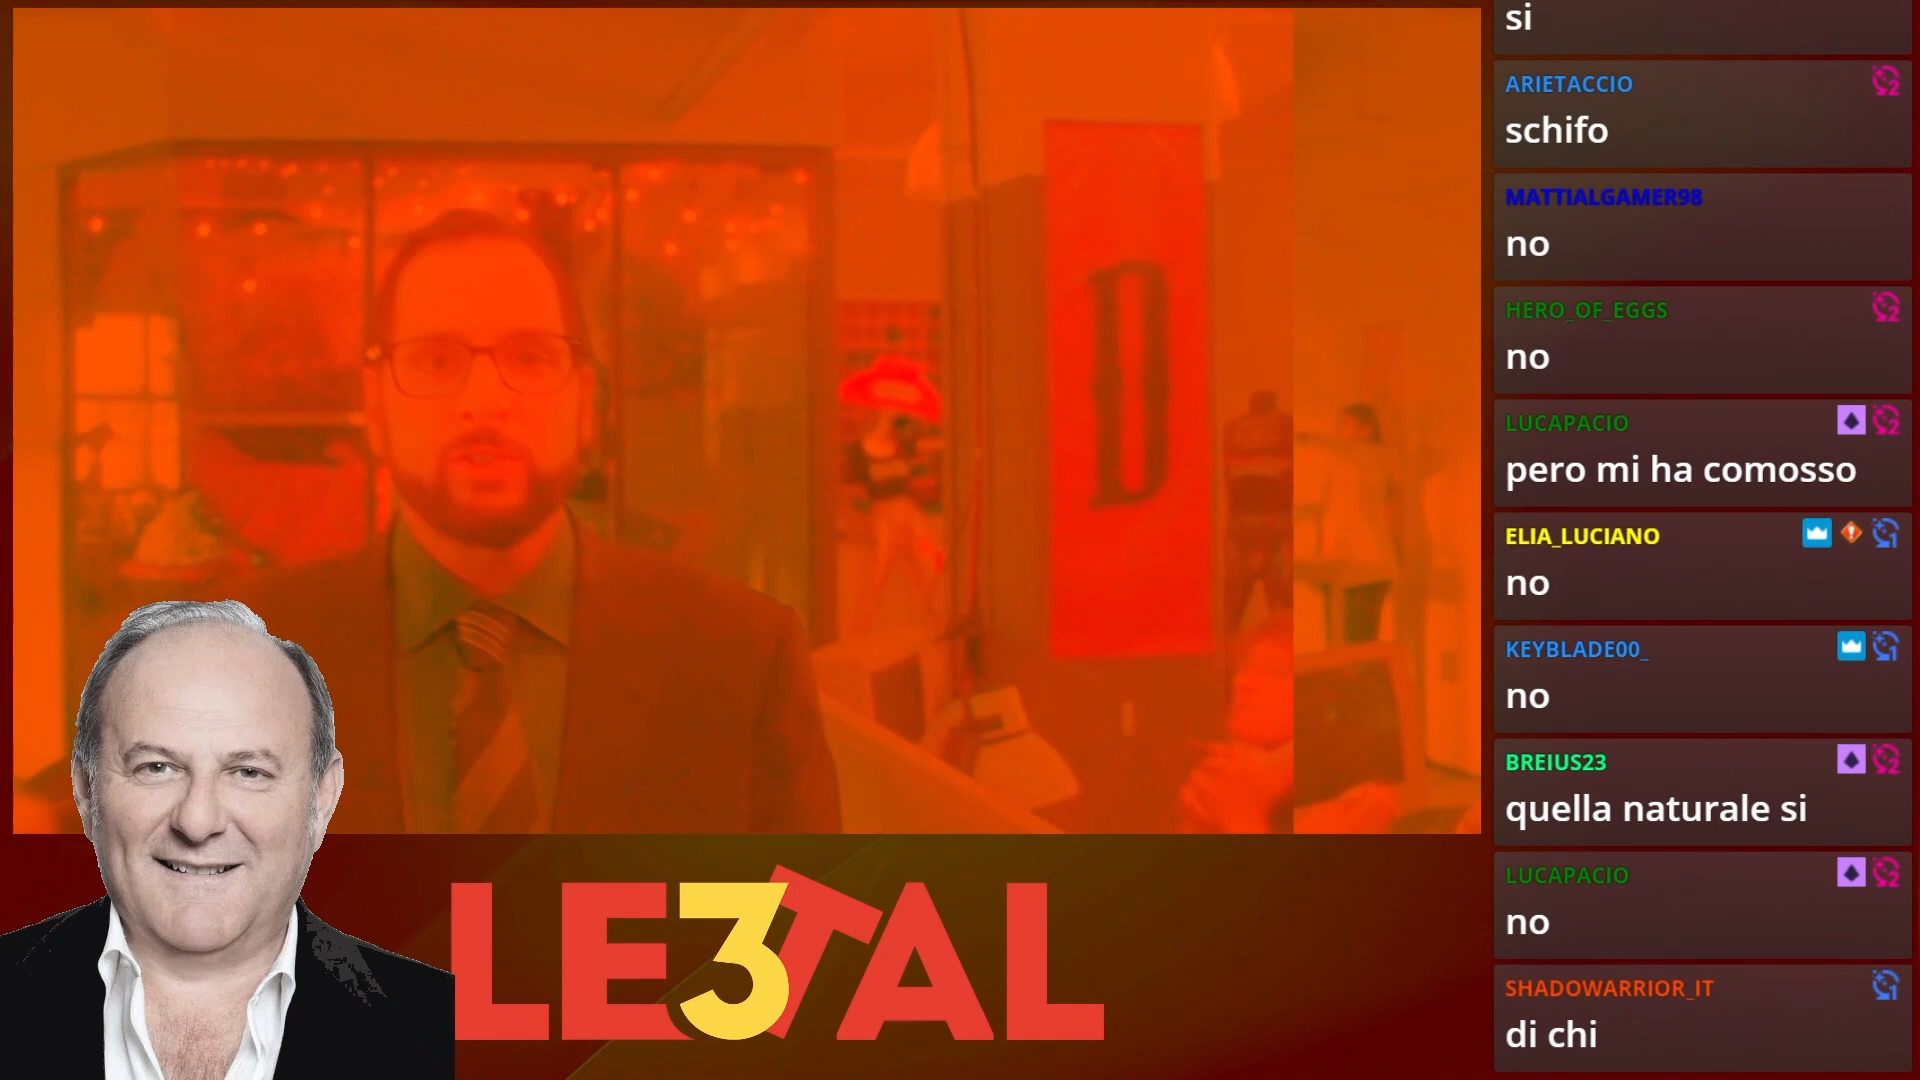 D
LE3TAL
si
ARIETACCIO
schifo
MATTIALGAMER98
no
HERO_OF_EGGS
no
LUCAPACIO
pero mi ha comosso
ELIA_LUCIANO
no
KEYBLADE00_
no
BREIUS23
quella naturale si
LUCAPACIO
no
SHADOWARRIOR_IT
di chi